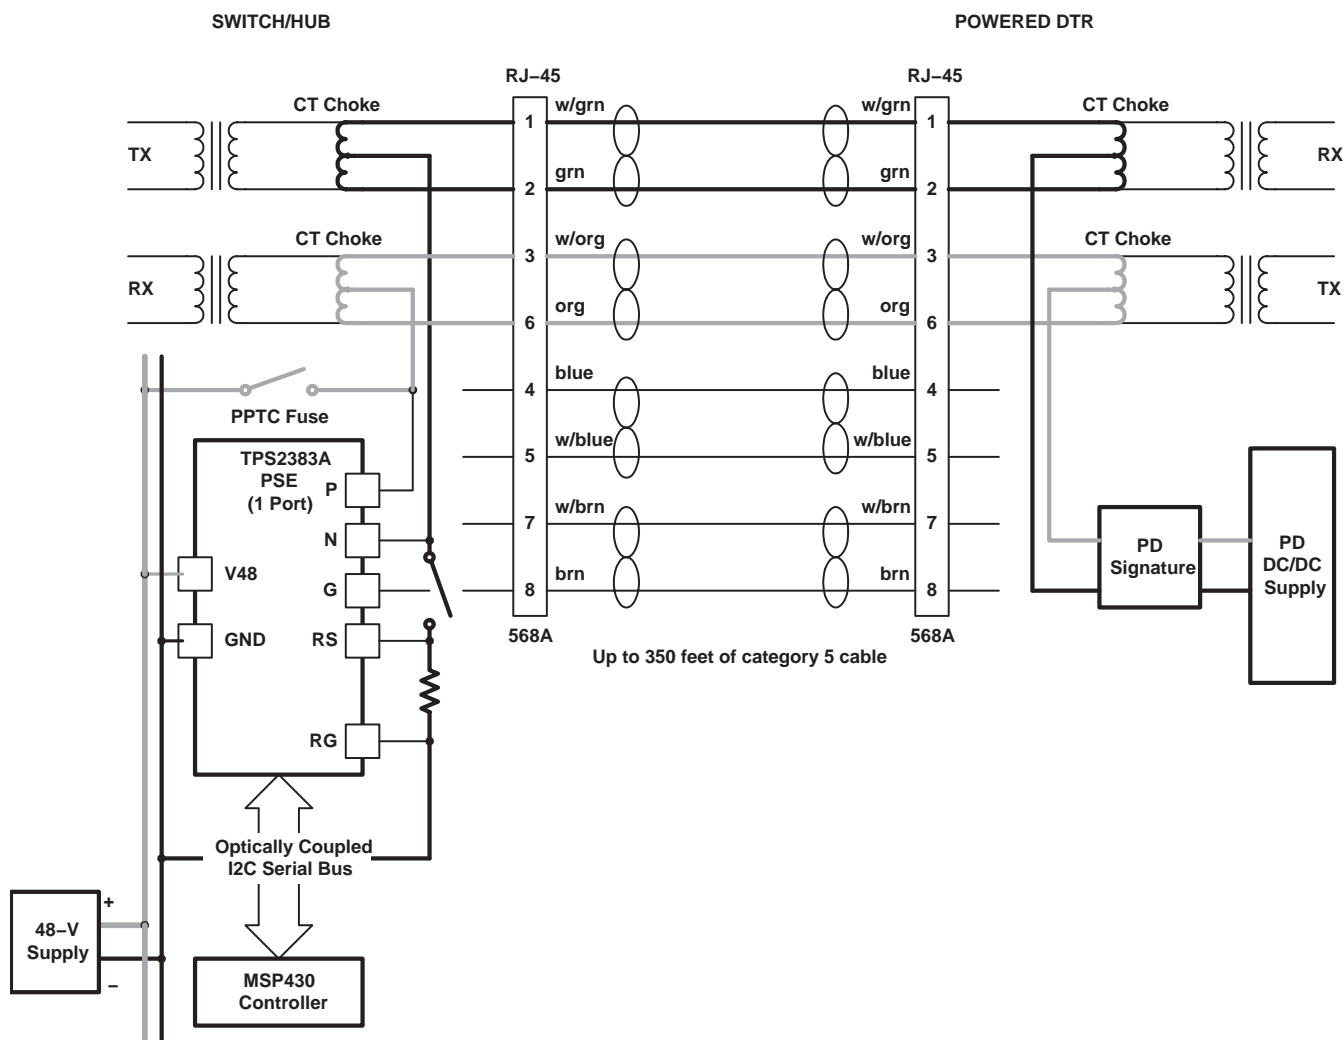 SWITCH/HUB
POWERED DTR
RJ–45
RJ–45
CT Choke
w/grn
w/grn
CT Choke
1
1
TX
RX
grn
grn
2
2
CT Choke
w/org
w/org
CT Choke
3
3
RX
TX
org
org
6
6
blue
blue
4
4
PPTC Fuse
w/blue
w/blue
5
5
TPS2383A
PSE
(1 Port)
P
w/brn
w/brn
7
7
N
PD
Signature
PD
DC/DC
Supply
V48
brn
brn
G
8
8
GND
RS
568A
568A
Up to 350 feet of category 5 cable
RG
Optically Coupled
I2C Serial Bus
+
48–V
Supply
–
MSP430
Controller